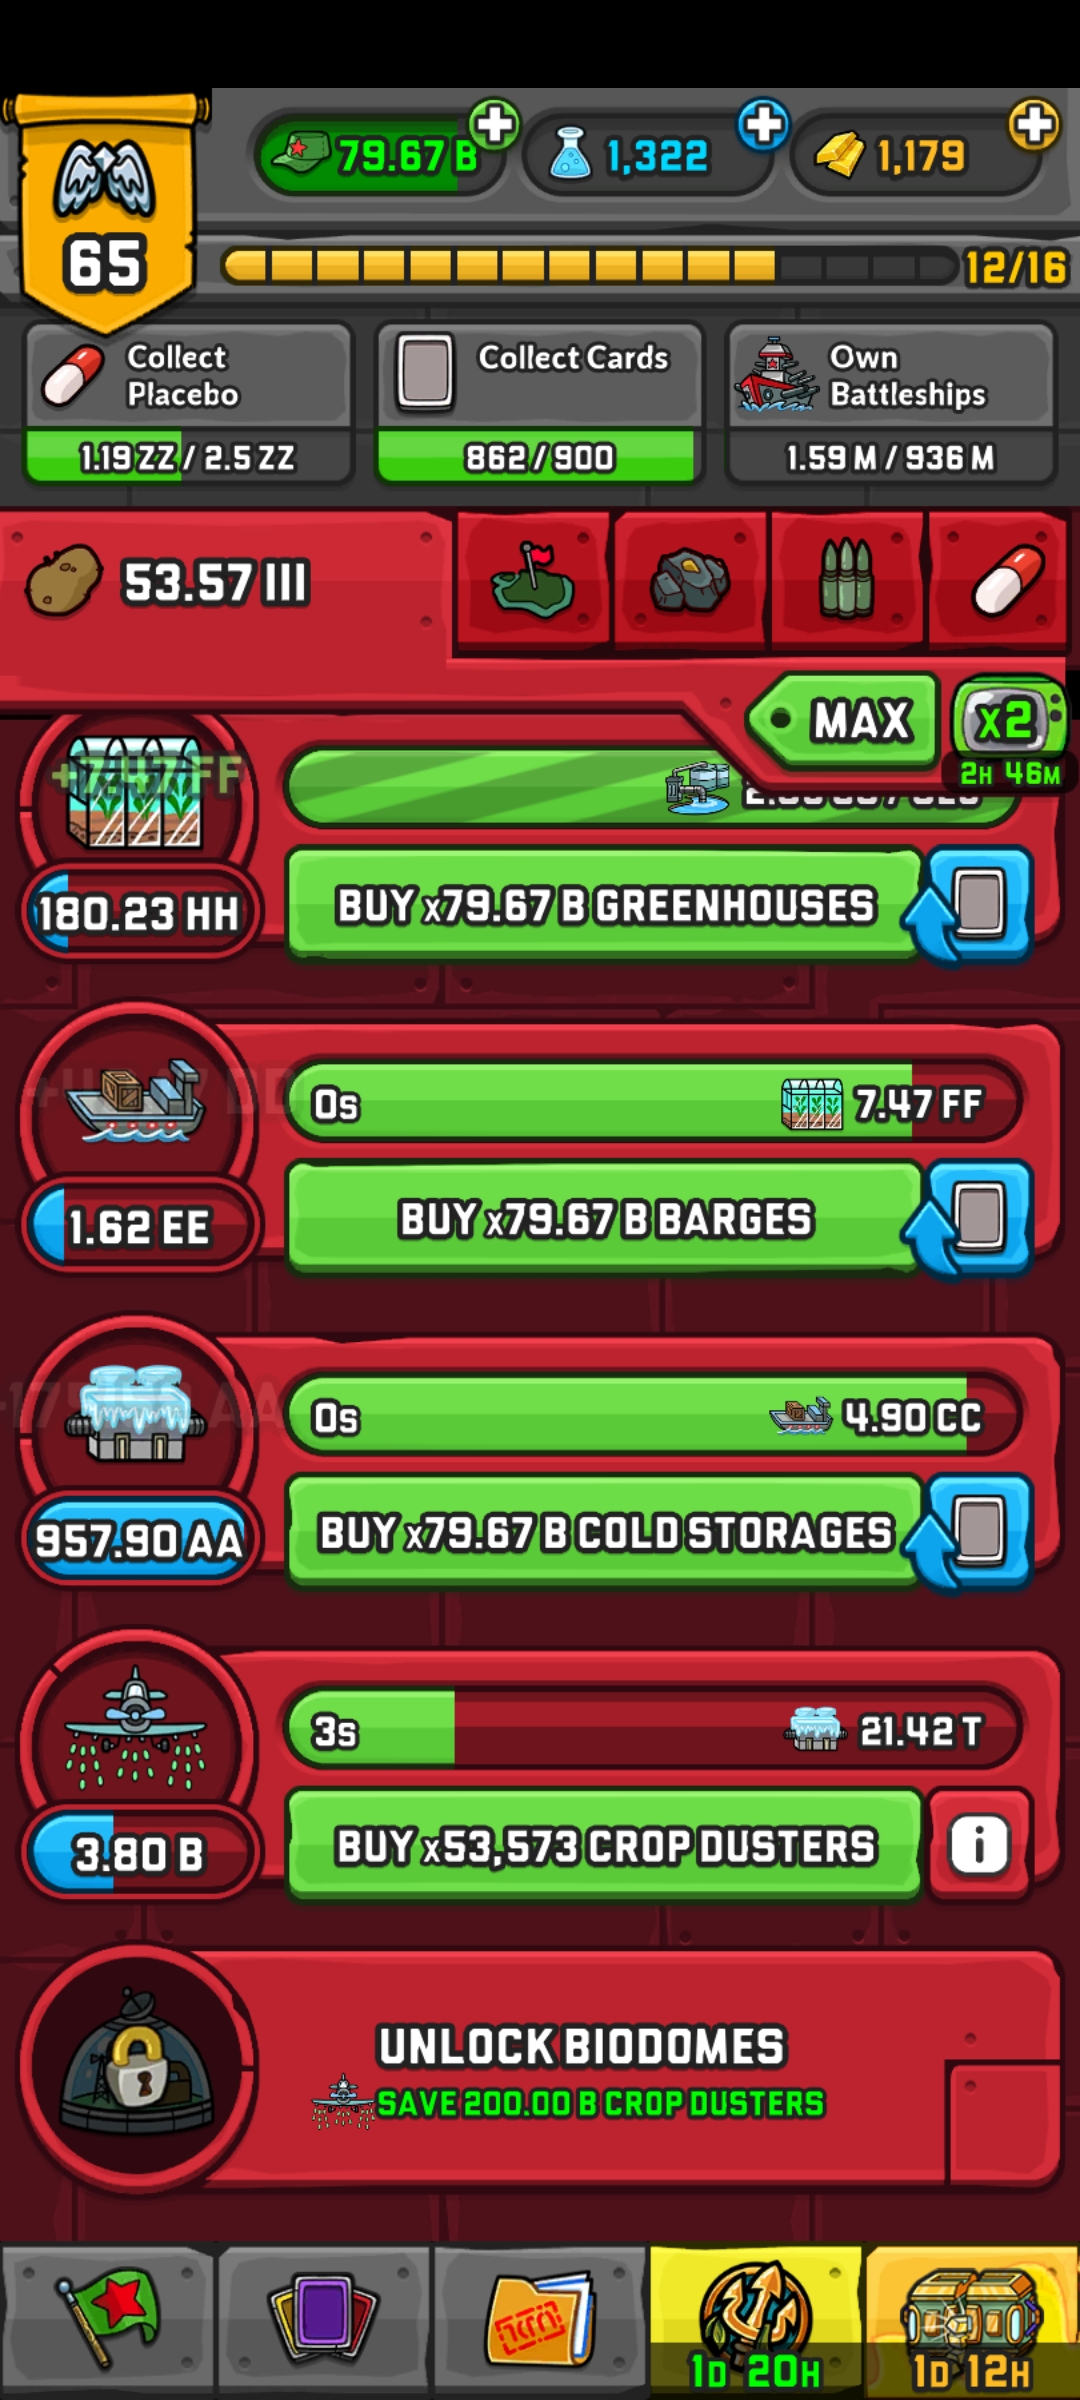 79.67 B
1,322
1,179
65
12/16
Collect
Placebo
1.19 ZZ / 2.5 ZZ
Collect Cards
862/900
Own
Battleships
1.59 M / 936 M
53.57 III
MAX
x2
2H 46M
+7.47 FF
180.23 HH
BUY x79.67 B GREENHOUSES
0s
7.47 FF
1.62 EE
BUY x79.67 B BARGES
0s
4.90 CC
957.90 AA
BUY x79.67 B COLD STORAGES
3s
21.42 T
3.80 B
BUY x53,573 CROP DUSTERS
i
UNLOCK BIODOMES
SAVE 200.00 B CROP DUSTERS
1D 20H
1D 12H